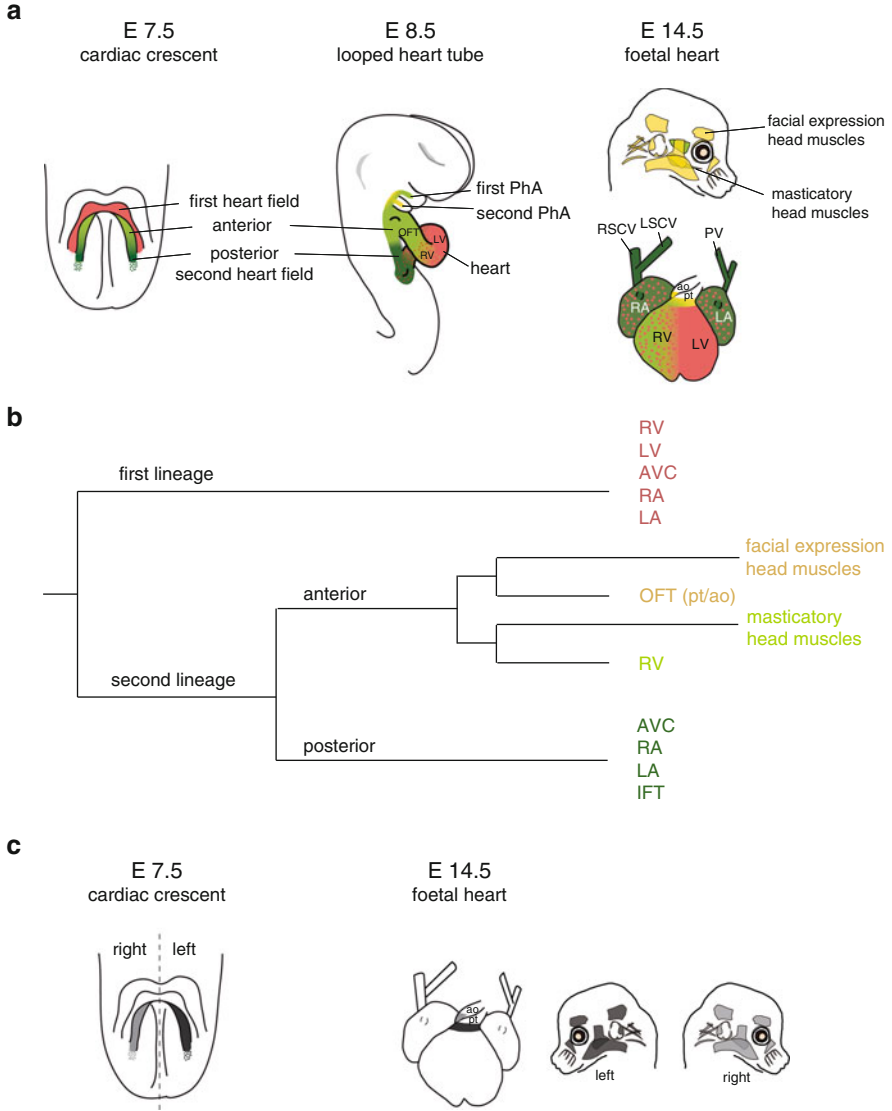 a
E 7.5
cardiac crescent
E 8.5
looped heart tube
E 14.5
foetal heart
facial expression
head muscles
masticatory
head muscles
first heart field
anterior
posterior
second heart field
first PhA
second PhA
OFT
LV
RV
heart
RSCV
LSCV
PV
ao
pt
RA
LA
RV
LV
b
first lineage
RV
LV
AVC
RA
LA
second lineage
anterior
facial expression
head muscles
OFT (pt/ao)
masticatory
head muscles
RV
posterior
AVC
RA
LA
IFT
c
E 7.5
cardiac crescent
E 14.5
foetal heart
right
left
ao
pt
left
right